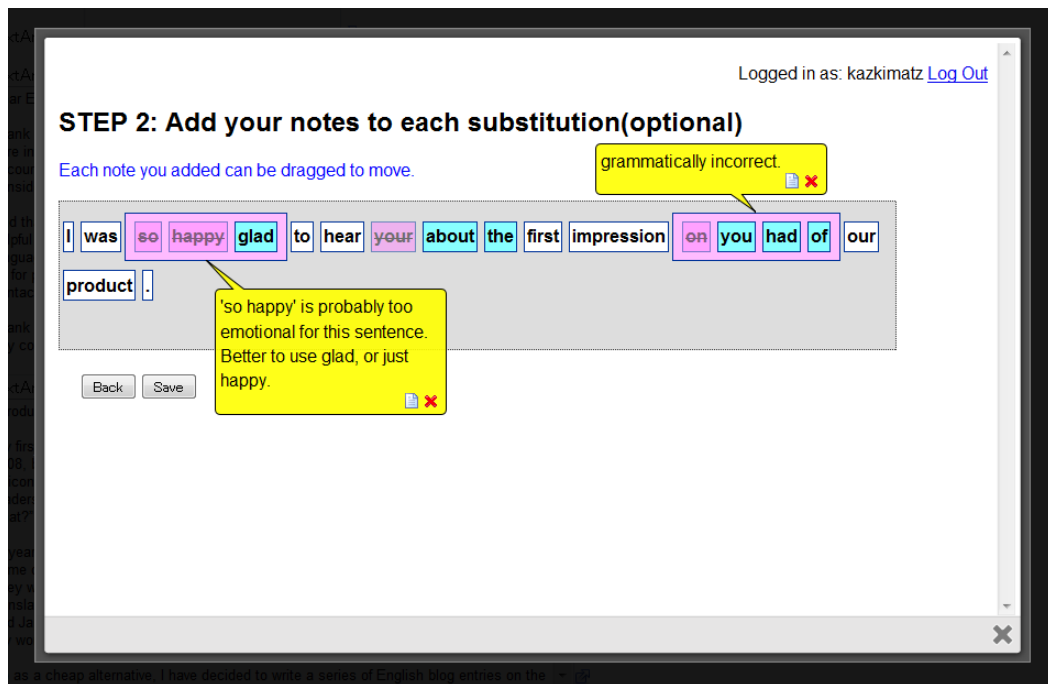 Logged in as: kazkimatz Log Out
STEP 2: Add your notes to each substitution(optional)
Each note you added can be dragged to move.
grammatically incorrect.
I was so happy glad to hear your about the first impression on you had of our
product .
'so happy' is probably too
emotional for this sentence.
Better to use glad, or just
happy.
Back Save
as a cheap alternative, I have decided to write a series of English blog entries on the